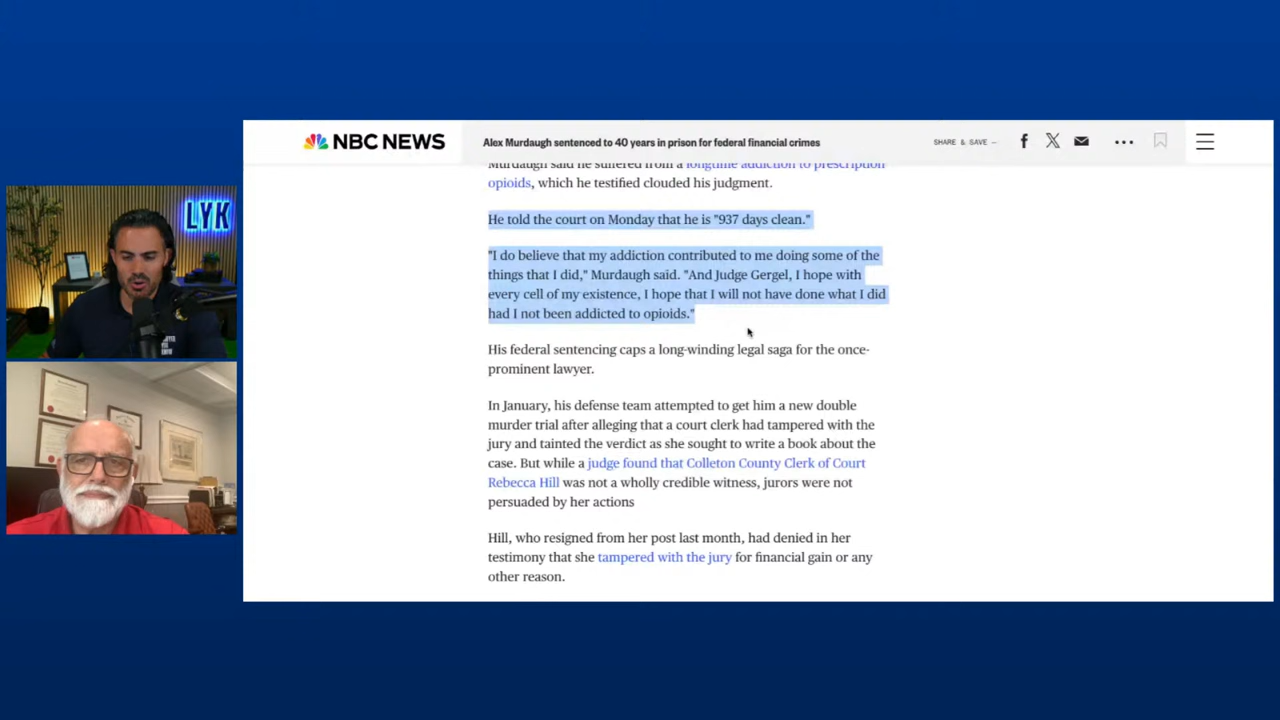 NBC NEWS
Alex Murdaugh sentenced to 40 years in prison for federal financial crimes
SHARE & SAVE —
Murdaugh said he suffered from a longtime addiction to prescription
opioids, which he testified clouded his judgment.
He told the court on Monday that he is "937 days clean."
"I do believe that my addiction contributed to me doing some of the
things that I did," Murdaugh said. "And Judge Gergel, I hope with
every cell of my existence, I hope that I will not have done what I did
had I not been addicted to opioids."
His federal sentencing caps a long-winding legal saga for the once-
prominent lawyer.
In January, his defense team attempted to get him a new double
murder trial after alleging that a court clerk had tampered with the
jury and tainted the verdict as she sought to write a book about the
case. But while a judge found that Colleton County Clerk of Court
Rebecca Hill was not a wholly credible witness, jurors were not
persuaded by her actions
Hill, who resigned from her post last month, had denied in her
testimony that she tampered with the jury for financial gain or any
other reason.
LYK